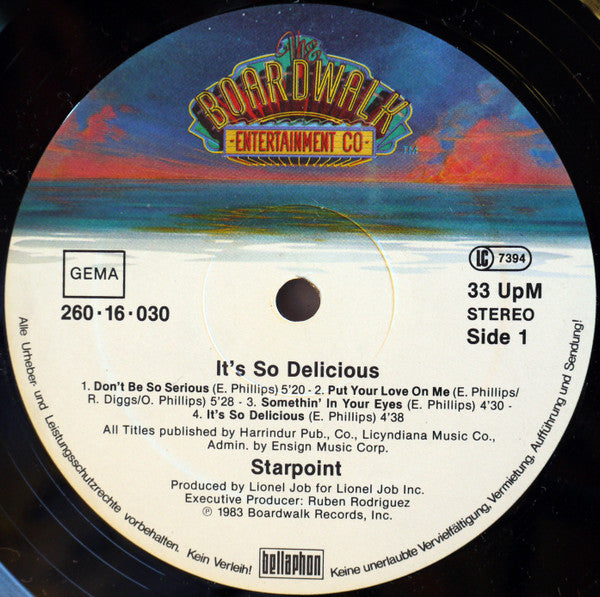 The
BOARDWALK
ENTERTAINMENT CO
TM
GEMA
260·16·030
LC 7394
33 UpM
STEREO
Side 1
It's So Delicious
1. Don't Be So Serious (E. Phillips) 5'20 - 2. Put Your Love On Me (E. Phillips/
R. Diggs/O. Phillips) 5'28 - 3. Somethin' In Your Eyes (E. Phillips) 4'30 -
4. It's So Delicious (E. Phillips) 4'38
All Titles published by Harrindur Pub., Co., Licyndiana Music Co.,
Admin. by Ensign Music Corp.
Starpoint
Produced by Lionel Job for Lionel Job Inc.
Executive Producer: Ruben Rodriguez
℗ 1983 Boardwalk Records, Inc.
bellaphon
Alle Urheber- und Leistungsschutzrechte vorbehalten. Kein Verleih! Keine unerlaubte Vervielfältigung, Vermietung, Aufführung und Sendung!